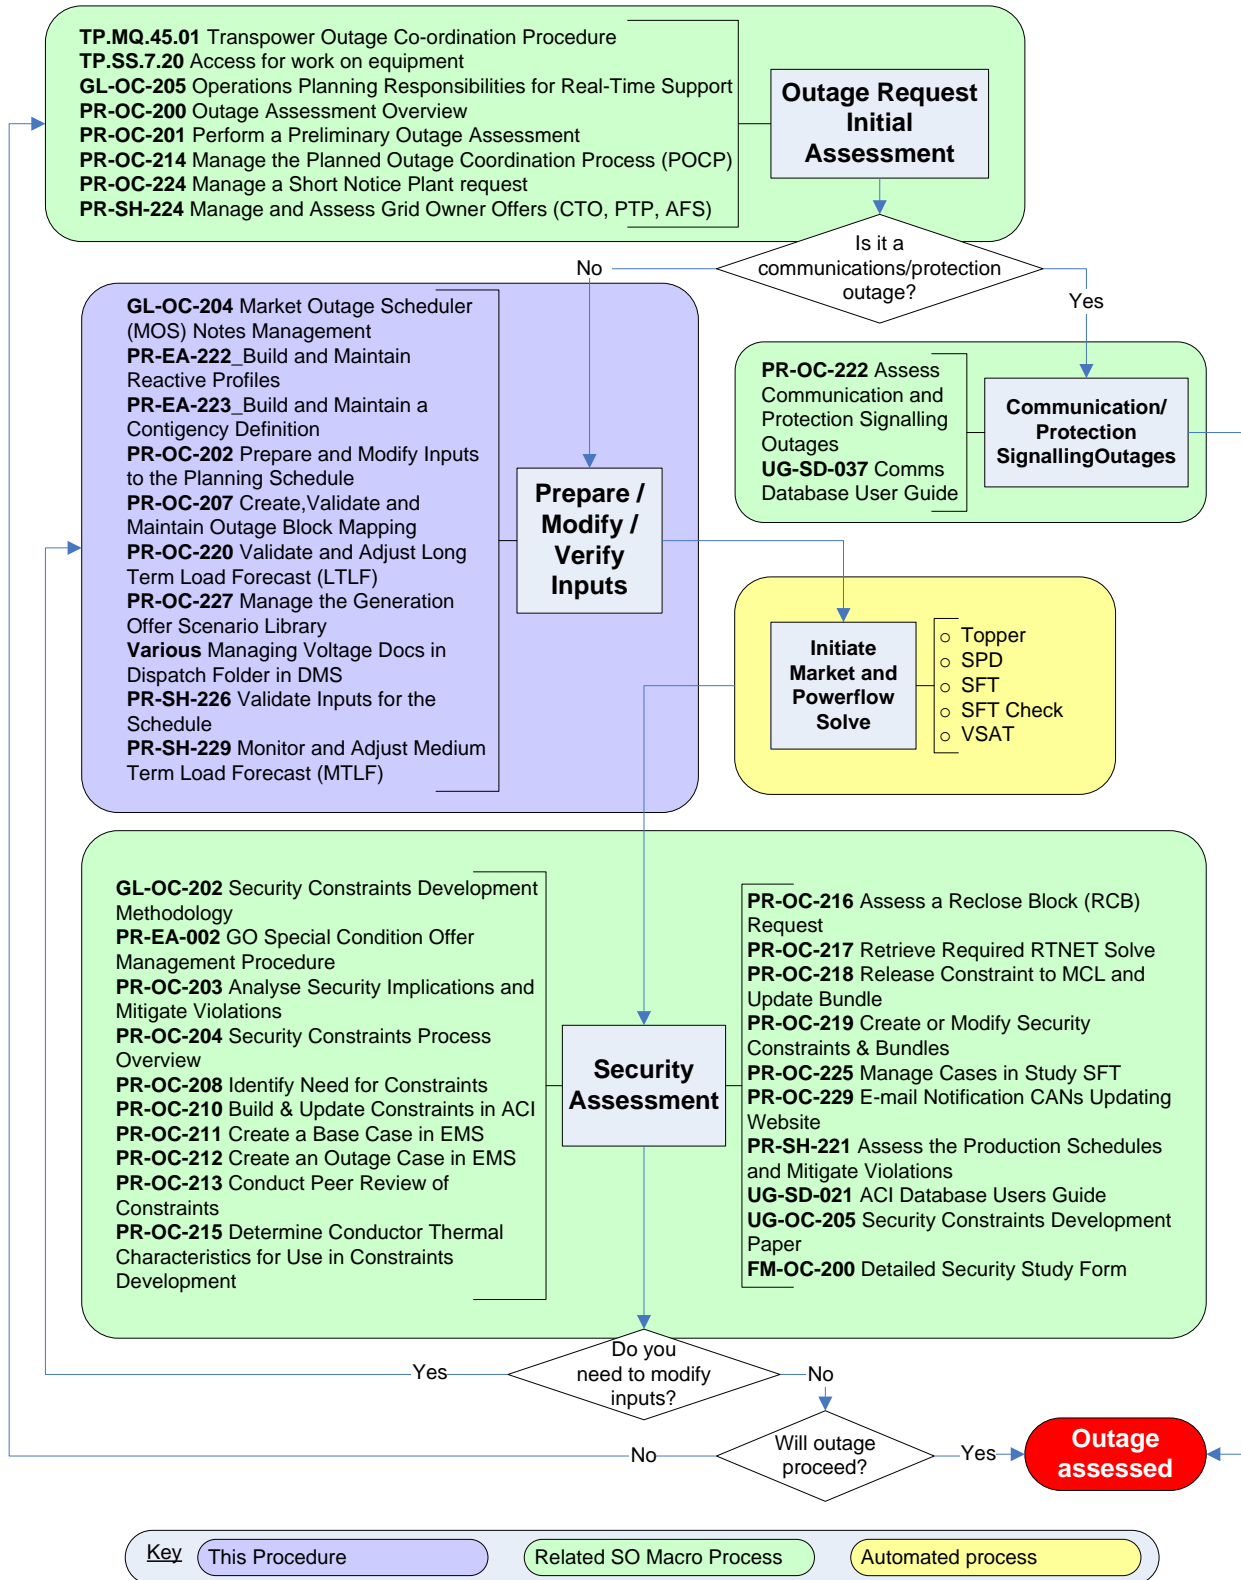 TP.MQ.45.01 Transpower Outage Co-ordination Procedure
TP.SS.7.20 Access for work on equipment
GL-OC-205 Operations Planning Responsibilities for Real-Time Support
PR-OC-200 Outage Assessment Overview
PR-OC-201 Perform a Preliminary Outage Assessment
PR-OC-214 Manage the Planned Outage Coordination Process (POCP)
PR-OC-224 Manage a Short Notice Plant request
PR-SH-224 Manage and Assess Grid Owner Offers (CTO, PTP, AFS)
Outage Request
Initial
Assessment
Is it a
communications/protection
outage?
No
Yes
GL-OC-204 Market Outage Scheduler
(MOS) Notes Management
PR-EA-222_Build and Maintain
Reactive Profiles
PR-EA-223_Build and Maintain a
Contigency Definition
PR-OC-202 Prepare and Modify Inputs
to the Planning Schedule
PR-OC-207 Create,Validate and
Maintain Outage Block Mapping
PR-OC-220 Validate and Adjust Long
Term Load Forecast (LTLF)
PR-OC-227 Manage the Generation
Offer Scenario Library
Various Managing Voltage Docs in
Dispatch Folder in DMS
PR-SH-226 Validate Inputs for the
Schedule
PR-SH-229 Monitor and Adjust Medium
Term Load Forecast (MTLF)
Prepare /
Modify /
Verify
Inputs
PR-OC-222 Assess
Communication and
Protection Signalling
Outages
UG-SD-037 Comms
Database User Guide
Communication/
Protection
SignallingOutages
Initiate
Market and
Powerflow
Solve
○ Topper
○ SPD
○ SFT
○ SFT Check
○ VSAT
GL-OC-202 Security Constraints Development
Methodology
PR-EA-002 GO Special Condition Offer
Management Procedure
PR-OC-203 Analyse Security Implications and
Mitigate Violations
PR-OC-204 Security Constraints Process
Overview
PR-OC-208 Identify Need for Constraints
PR-OC-210 Build & Update Constraints in ACI
PR-OC-211 Create a Base Case in EMS
PR-OC-212 Create an Outage Case in EMS
PR-OC-213 Conduct Peer Review of
Constraints
PR-OC-215 Determine Conductor Thermal
Characteristics for Use in Constraints
Development
Security
Assessment
PR-OC-216 Assess a Reclose Block (RCB)
Request
PR-OC-217 Retrieve Required RTNET Solve
PR-OC-218 Release Constraint to MCL and
Update Bundle
PR-OC-219 Create or Modify Security
Constraints & Bundles
PR-OC-225 Manage Cases in Study SFT
PR-OC-229 E-mail Notification CANs Updating
Website
PR-SH-221 Assess the Production Schedules
and Mitigate Violations
UG-SD-021 ACI Database Users Guide
UG-OC-205 Security Constraints Development
Paper
FM-OC-200 Detailed Security Study Form
Do you
need to modify
inputs?
Yes
No
Will outage
proceed?
No
Yes
Outage
assessed
Key
This Procedure
Related SO Macro Process
Automated process